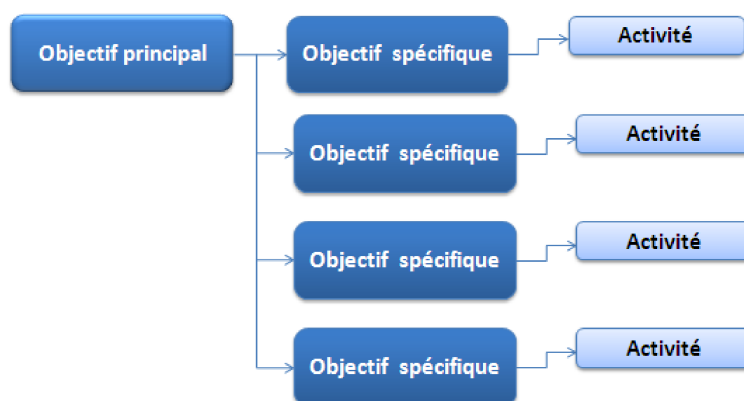 Objectif principal
Objectif spécifique
Activité
Objectif spécifique
Activité
Objectif spécifique
Activité
Objectif spécifique
Activité